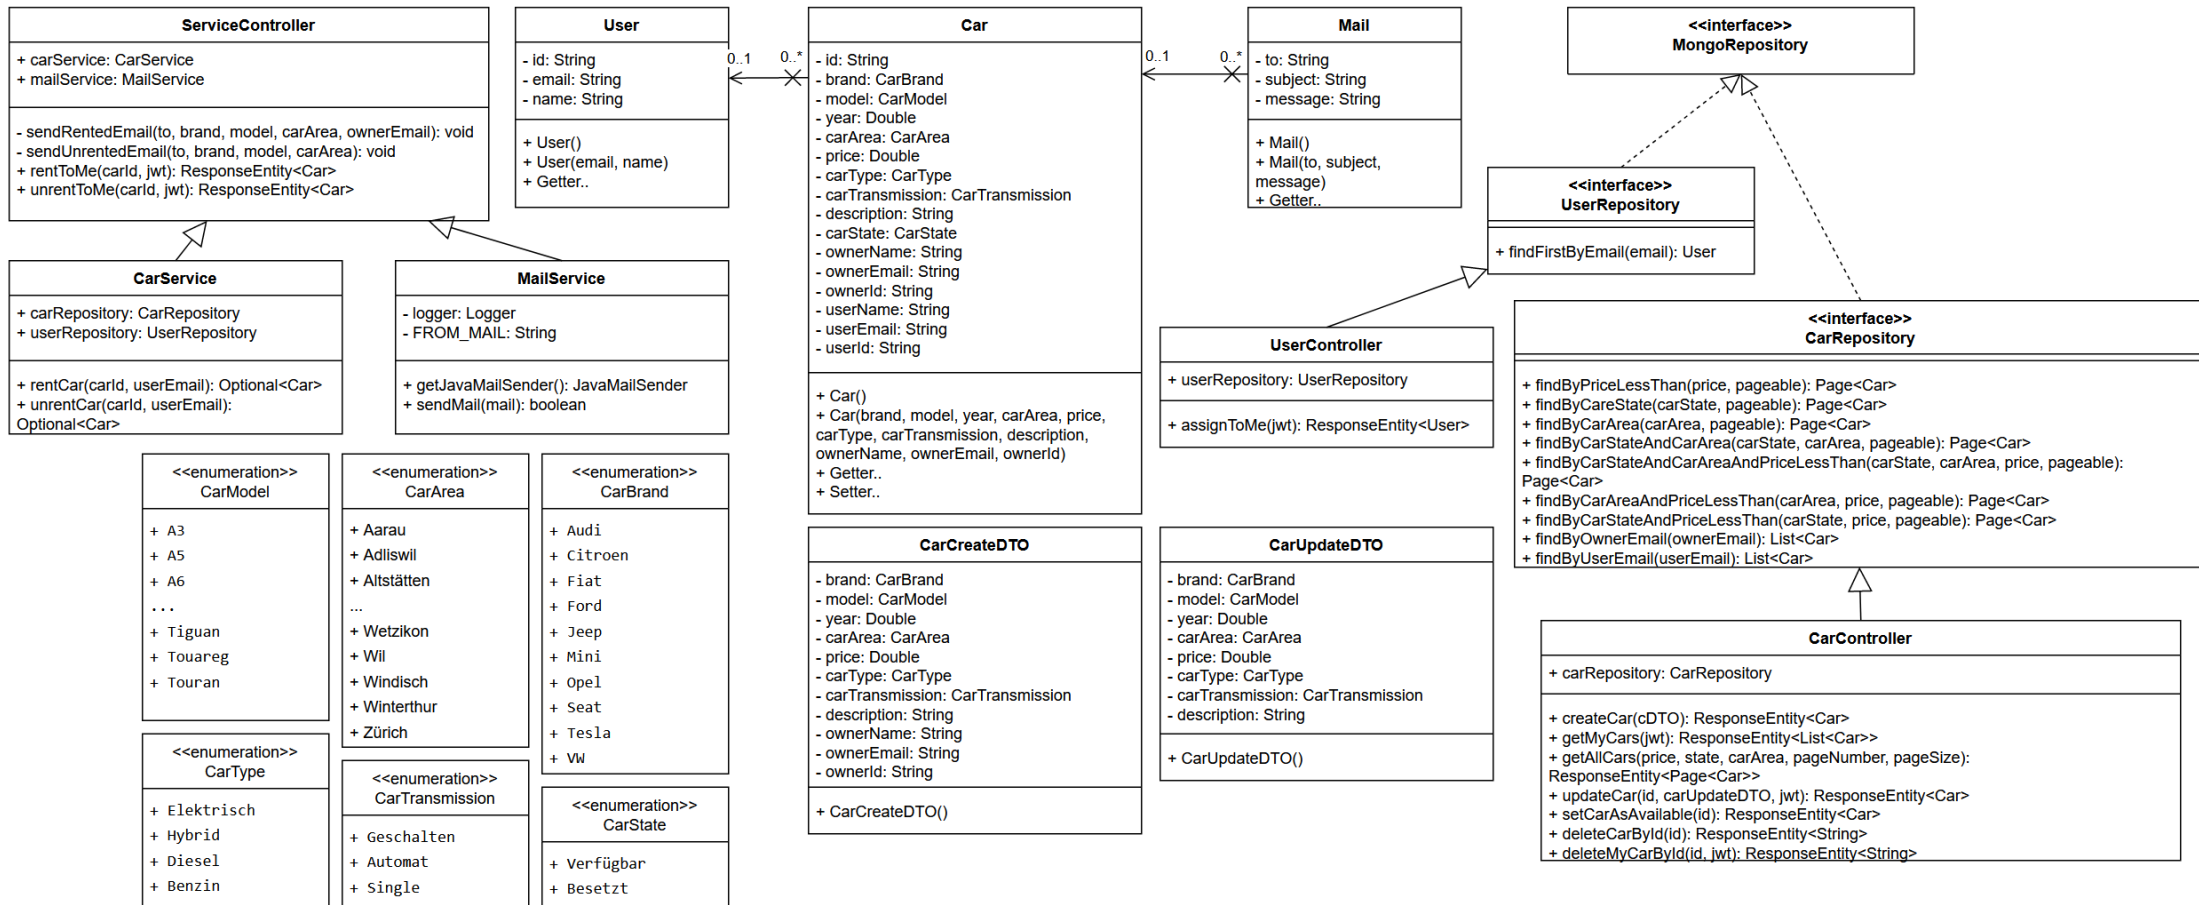 ServiceController
+ carService: CarService
+ mailService: MailService
- sendRentedEmail(to, brand, model, carArea, ownerEmail): void
- sendUnrentedEmail(to, brand, model, carArea): void
+ rentToMe(carId, jwt): ResponseEntity<Car>
+ unrentToMe(carId, jwt): ResponseEntity<Car>
User
- id: String
- email: String
- name: String
+ User()
+ User(email, name)
+ Getter..
0..1
0..*
Car
- id: String
- brand: CarBrand
- model: CarModel
- year: Double
- carArea: CarArea
- price: Double
- carType: CarType
- carTransmission: CarTransmission
- description: String
- carState: CarState
- ownerName: String
- ownerEmail: String
- ownerId: String
- userName: String
- userEmail: String
- userId: String
+ Car()
+ Car(brand, model, year, carArea, price,
carType, carTransmission, description,
ownerName, ownerEmail, ownerId)
+ Getter..
+ Setter..
0..1
0..*
Mail
- to: String
- subject: String
- message: String
+ Mail()
+ Mail(to, subject,
message)
+ Getter..
<<interface>>
MongoRepository
<<interface>>
UserRepository
+ findFirstByEmail(email): User
CarService
+ carRepository: CarRepository
+ userRepository: UserRepository
+ rentCar(carId, userEmail): Optional<Car>
+ unrentCar(carId, userEmail):
Optional<Car>
MailService
- logger: Logger
- FROM_MAIL: String
+ getJavaMailSender(): JavaMailSender
+ sendMail(mail): boolean
UserController
+ userRepository: UserRepository
+ assignToMe(jwt): ResponseEntity<User>
<<interface>>
CarRepository
+ findByPriceLessThan(price, pageable): Page<Car>
+ findByCareState(carState, pageable): Page<Car>
+ findByCarArea(carArea, pageable): Page<Car>
+ findByCarStateAndCarArea(carState, carArea, pageable): Page<Car>
+ findByCarStateAndCarAreaAndPriceLessThan(carState, carArea, price, pageable):
Page<Car>
+ findByCarAreaAndPriceLessThan(carArea, price, pageable): Page<Car>
+ findByCarStateAndPriceLessThan(carState, price, pageable): Page<Car>
+ findByOwnerEmail(ownerEmail): List<Car>
+ findByUserEmail(userEmail): List<Car>
<<enumeration>>
CarModel
+ A3
+ A5
+ A6
...
+ Tiguan
+ Touareg
+ Touran
<<enumeration>>
CarArea
+ Aarau
+ Adliswil
+ Altstätten
...
+ Wetzikon
+ Wil
+ Windisch
+ Winterthur
+ Zürich
<<enumeration>>
CarBrand
+ Audi
+ Citroen
+ Fiat
+ Ford
+ Jeep
+ Mini
+ Opel
+ Seat
+ Tesla
+ VW
CarCreateDTO
- brand: CarBrand
- model: CarModel
- year: Double
- carArea: CarArea
- price: Double
- carType: CarType
- carTransmission: CarTransmission
- description: String
- ownerName: String
- ownerEmail: String
- ownerId: String
+ CarCreateDTO()
CarUpdateDTO
- brand: CarBrand
- model: CarModel
- year: Double
- carArea: CarArea
- price: Double
- carType: CarType
- carTransmission: CarTransmission
- description: String
+ CarUpdateDTO()
CarController
+ carRepository: CarRepository
+ createCar(cDTO): ResponseEntity<Car>
+ getMyCars(jwt): ResponseEntity<List<Car>>
+ getAllCars(price, state, carArea, pageNumber, pageSize):
ResponseEntity<Page<Car>>
+ updateCar(id, carUpdateDTO, jwt): ResponseEntity<Car>
+ setCarAsAvailable(id): ResponseEntity<Car>
+ deleteCarById(id): ResponseEntity<String>
+ deleteMyCarById(id, jwt): ResponseEntity<String>
<<enumeration>>
CarType
+ Elektrisch
+ Hybrid
+ Diesel
+ Benzin
<<enumeration>>
CarTransmission
+ Geschalten
+ Automat
+ Single
<<enumeration>>
CarState
+ Verfügbar
+ Besetzt